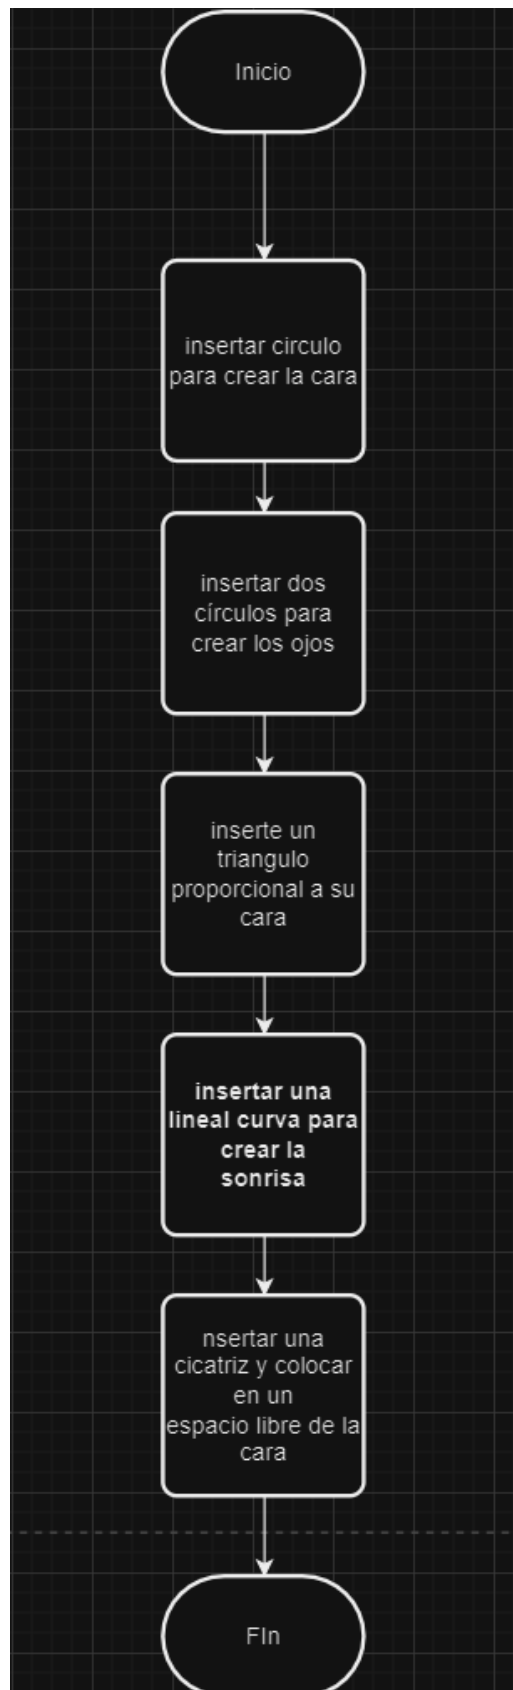 Inicio
insertar circulo
para crear la cara
insertar dos
círculos para
crear los ojos
inserte un
triangulo
proporcional a su
cara
insertar una
lineal curva para
crear la
sonrisa
nsertar una
cicatriz y colocar
en un
espacio libre de la
cara
FIn